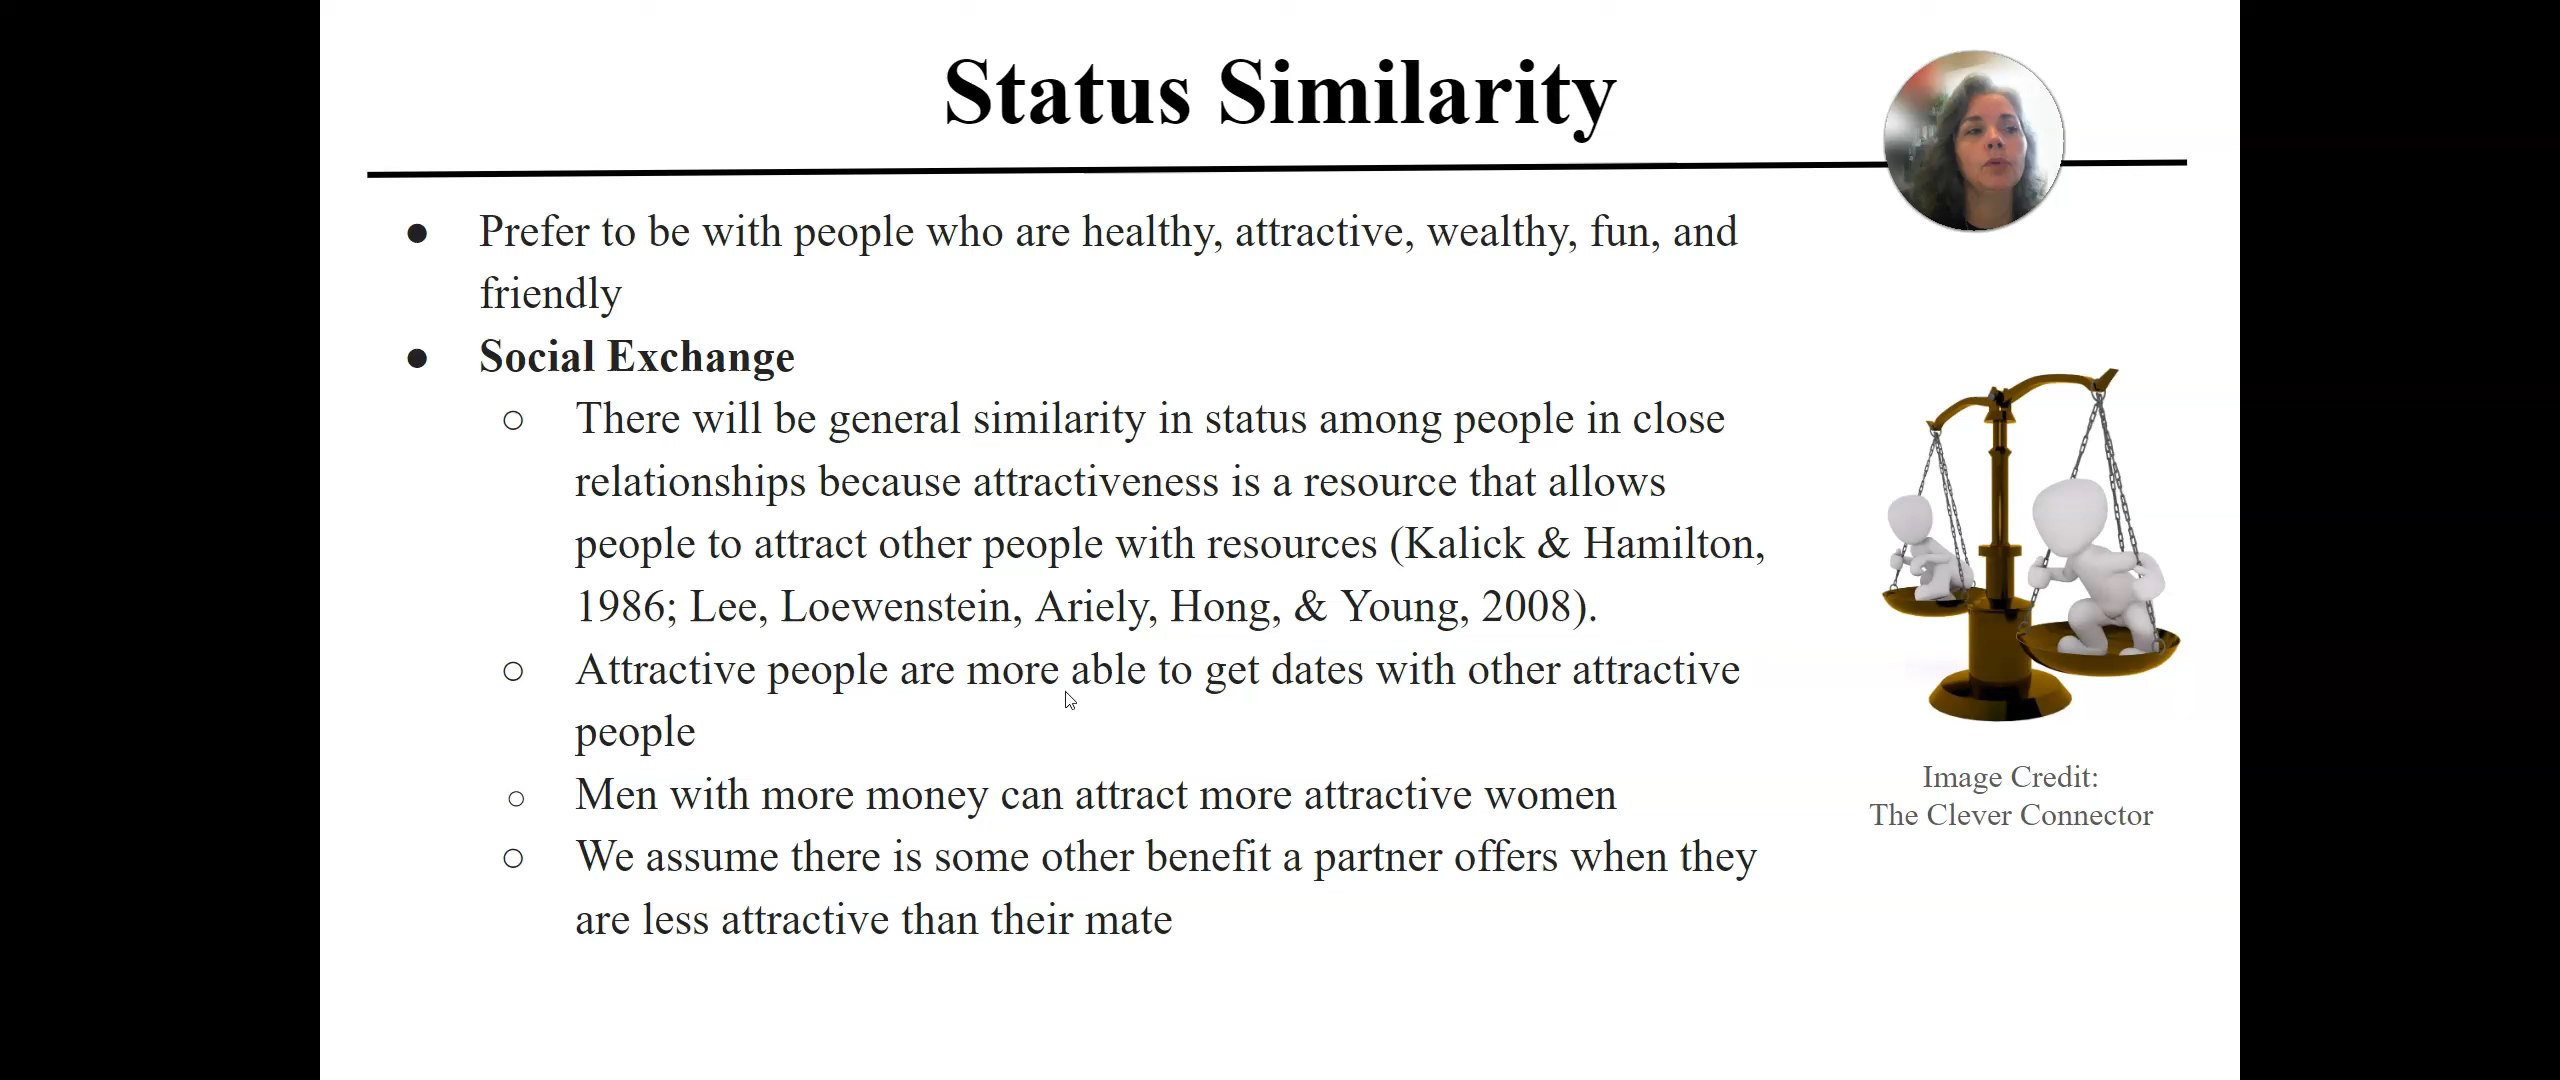 Status Similarity
● Prefer to be with people who are healthy, attractive, wealthy, fun, and
friendly
● Social Exchange
○ There will be general similarity in status among people in close
relationships because attractiveness is a resource that allows
people to attract other people with resources (Kalick & Hamilton,
1986; Lee, Loewenstein, Ariely, Hong, & Young, 2008).
○ Attractive people are more able to get dates with other attractive
people
○ Men with more money can attract more attractive women
○ We assume there is some other benefit a partner offers when they
are less attractive than their mate
Image Credit:
The Clever Connector